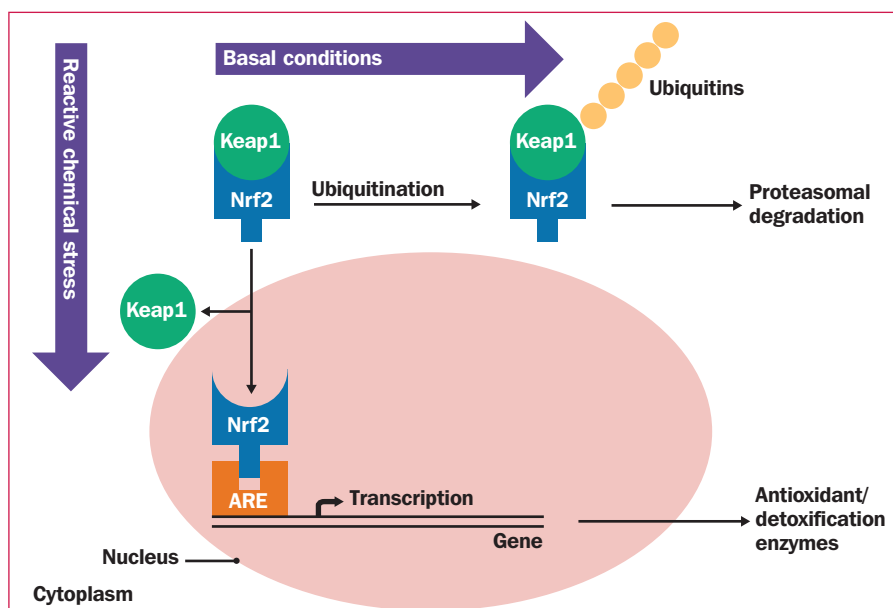 Basal conditions
Reactive chemical stress
Ubiquitins
Keap1
Keap1
Nrf2
Ubiquitination
Nrf2
Proteasomal
degradation
Keap1
Nrf2
ARE
Transcription
Gene
Antioxidant/
detoxification
enzymes
Nucleus
Cytoplasm